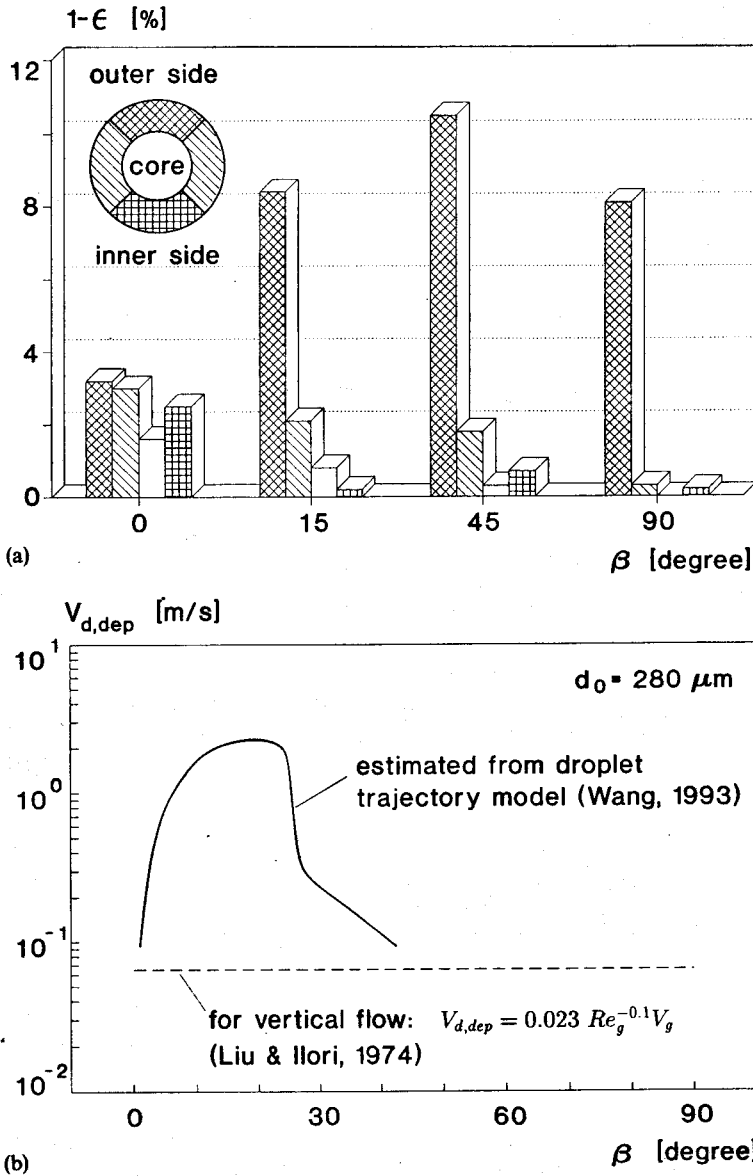 1-ϵ [%]
12
outer side
core
8
inner side
4
0
0 15 45 90
(a)
β [degree]
V_{d,dep} [m/s]
10^1
d_0 = 280 μm
10^0
estimated from droplet
trajectory model (Wang, 1993)
10^{-1}
for vertical flow: V_{d,dep} = 0.023 Re_g^{-0.1} V_g
(Liu & Ilori, 1974)
10^{-2}
0 30 60 90
(b)
β [degree]